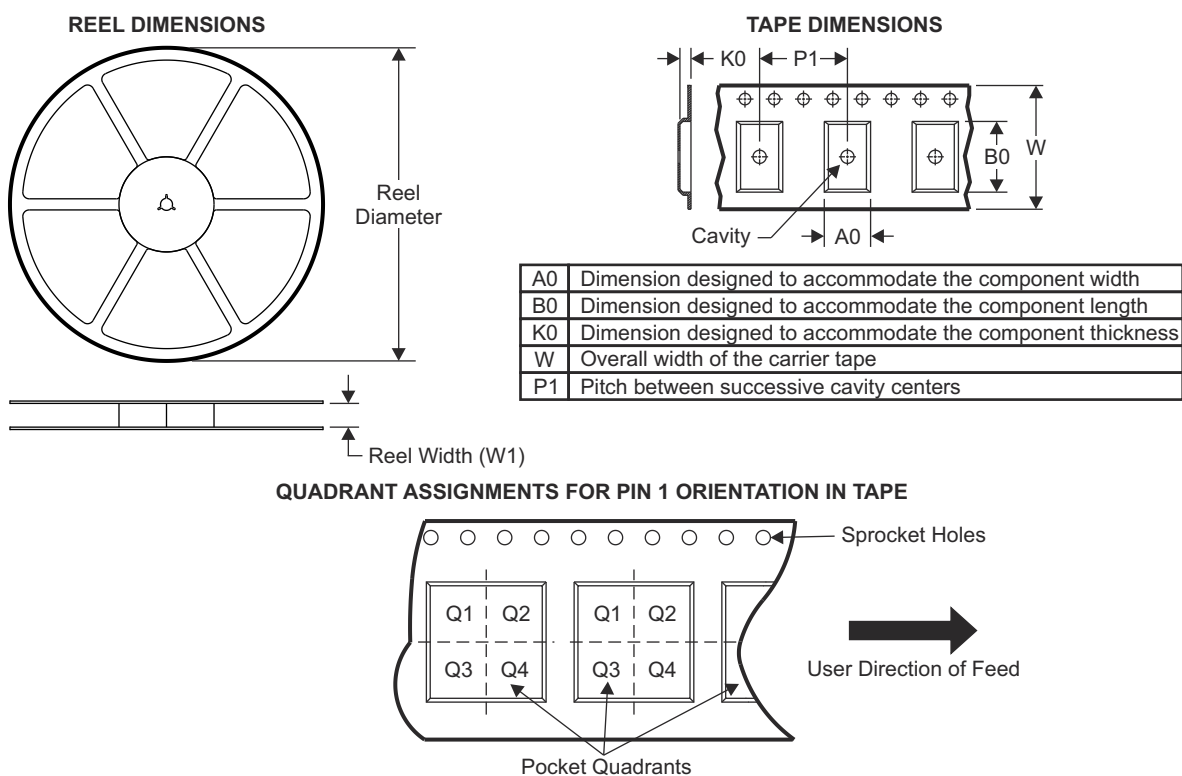 REEL DIMENSIONS
Reel
Diameter
Reel Width (W1)
TAPE DIMENSIONS
K0
P1
B0
W
Cavity
A0
A0 Dimension designed to accommodate the component width
B0 Dimension designed to accommodate the component length
K0 Dimension designed to accommodate the component thickness
W Overall width of the carrier tape
P1 Pitch between successive cavity centers
QUADRANT ASSIGNMENTS FOR PIN 1 ORIENTATION IN TAPE
Sprocket Holes
Q1 Q2 Q1 Q2
Q3 Q4 Q3 Q4
User Direction of Feed
Pocket Quadrants